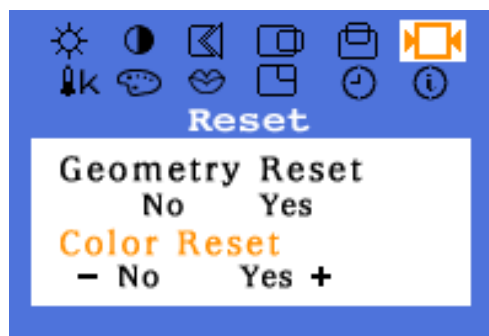 K
Reset
Geometry Reset
No Yes
Color Reset
- No Yes +